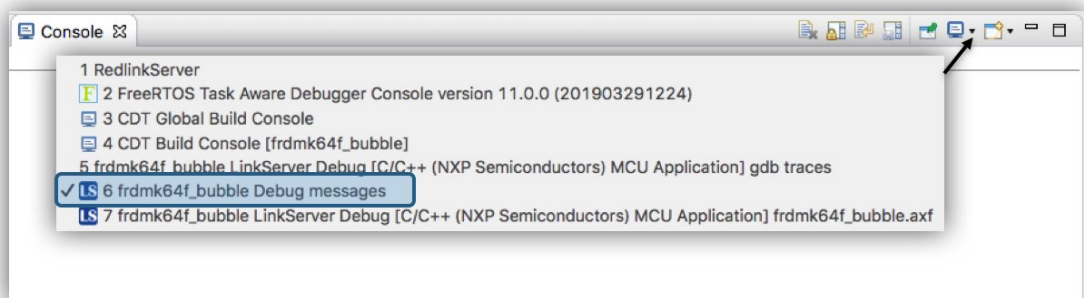 Console
1 RedlinkServer
F 2 FreeRTOS Task Aware Debugger Console version 11.0.0 (201903291224)
3 CDT Global Build Console
4 CDT Build Console [frdmk64f_bubble]
5 frdmk64f_bubble LinkServer Debug [C/C++ (NXP Semiconductors) MCU Application] gdb traces
✓ LS 6 frdmk64f_bubble Debug messages
LS 7 frdmk64f_bubble LinkServer Debug [C/C++ (NXP Semiconductors) MCU Application] frdmk64f_bubble.axf